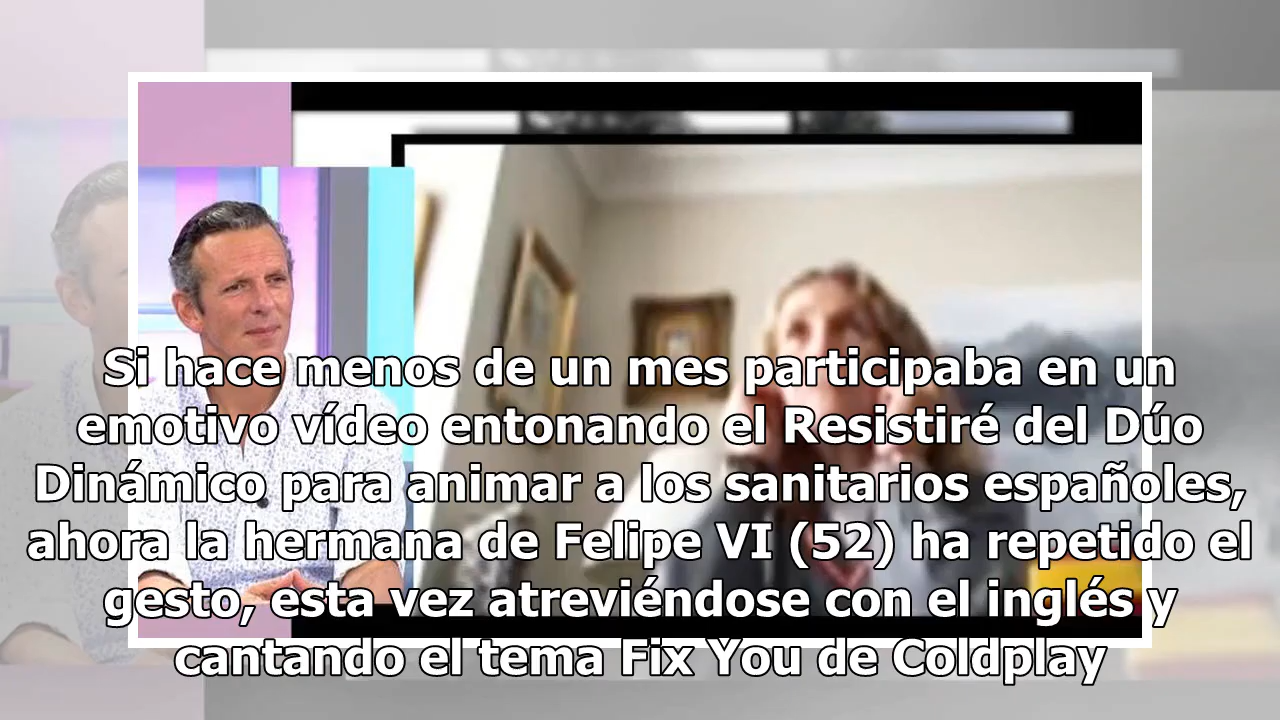 Si hace menos de un mes participaba en un
emotivo vídeo entonando el Resistiré del Dúo
Dinámico para animar a los sanitarios españoles,
ahora la hermana de Felipe VI (52) ha repetido el
gesto, esta vez atreviéndose con el inglés y
cantando el tema Fix You de Coldplay